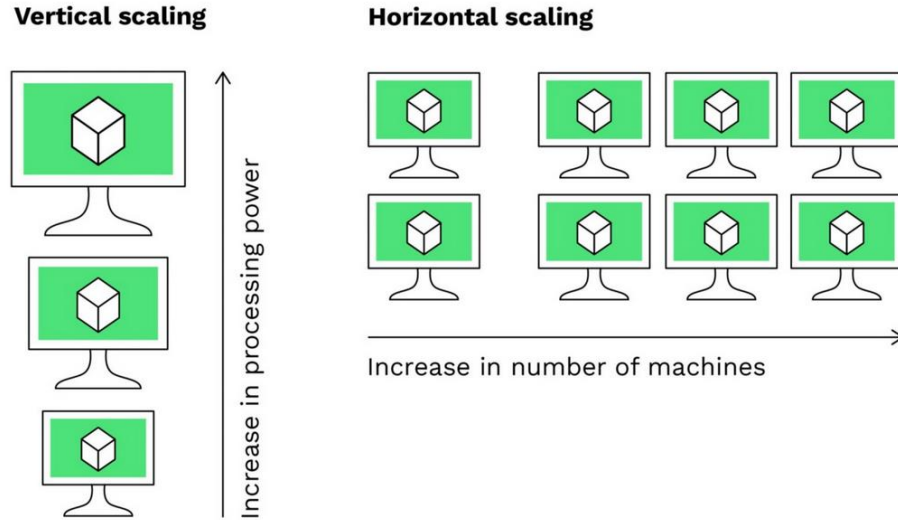 Vertical scaling
Increase in processing power
Horizontal scaling
Increase in number of machines